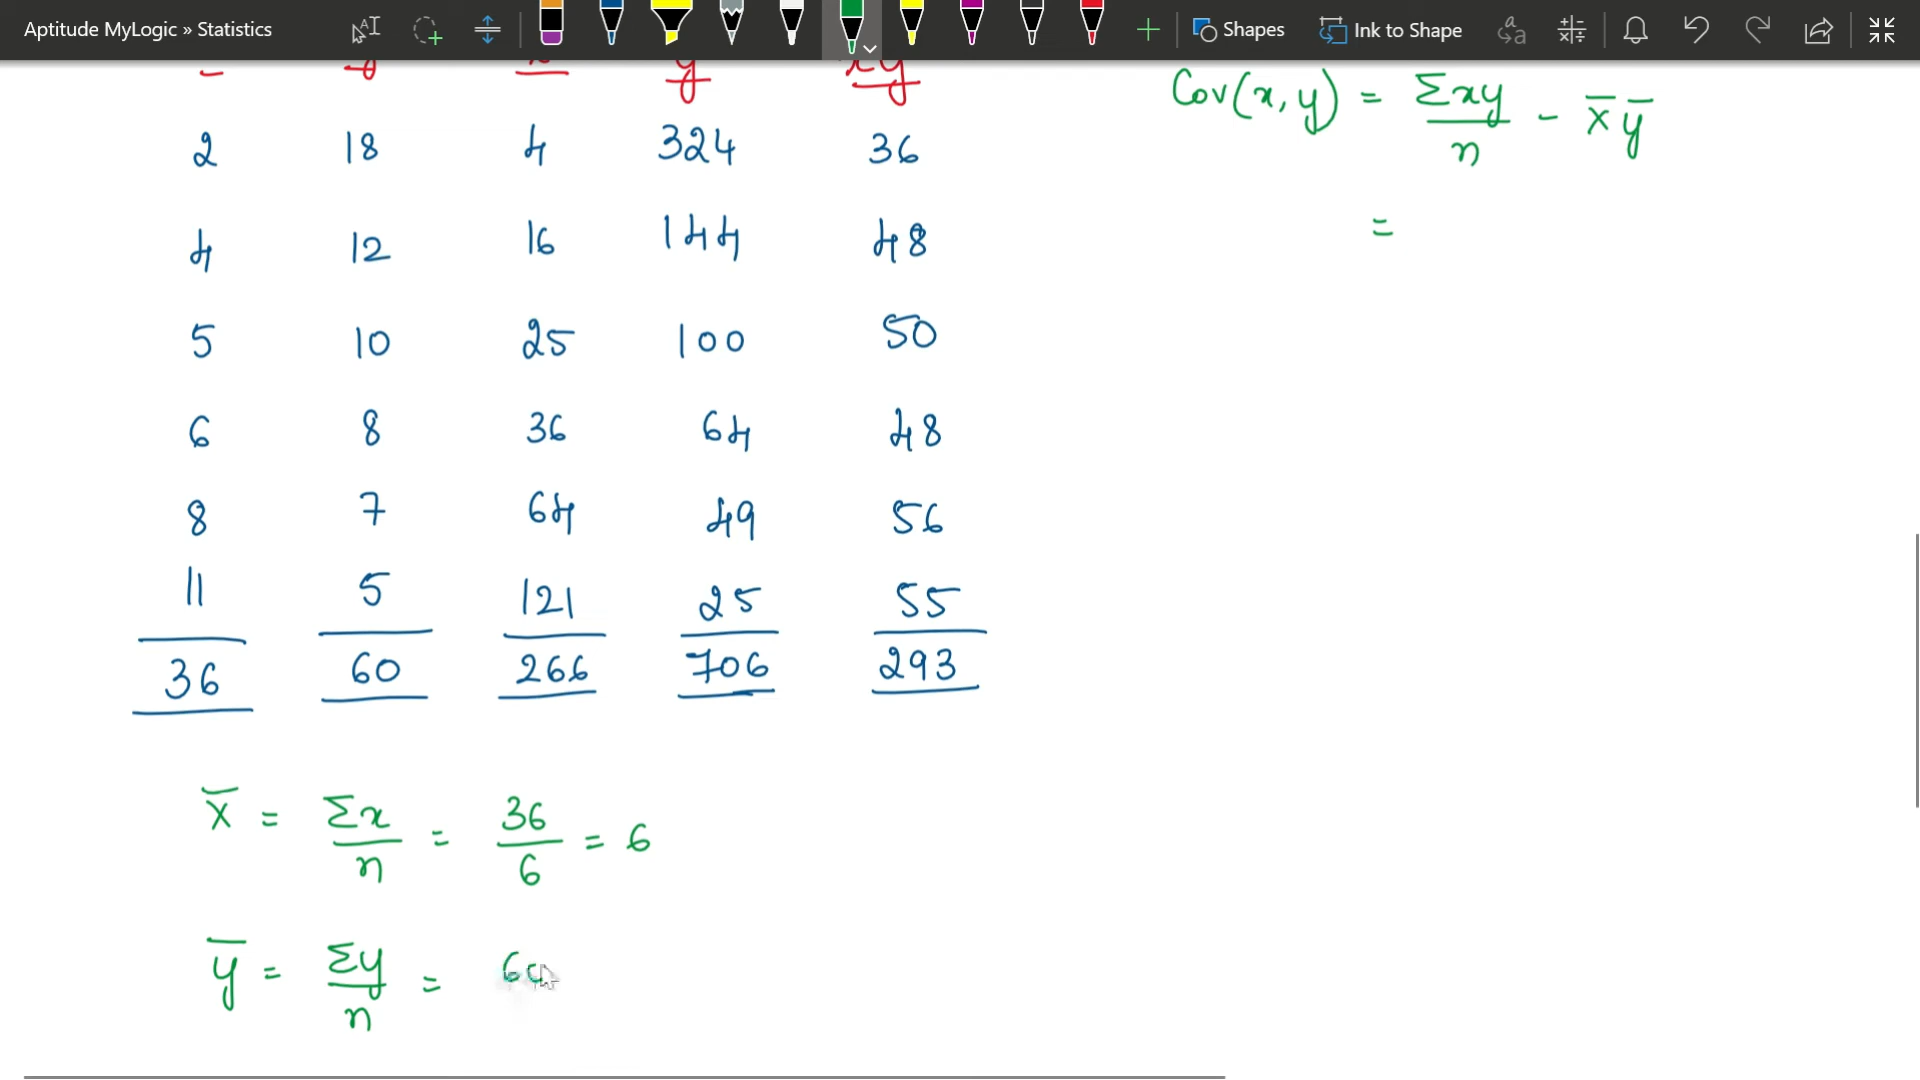 Aptitude MyLogic » Statistics
Shapes
Ink to Shape
2 18 4 324 36
4 12 16 144 48
5 10 25 100 50
6 8 36 64 48
8 7 64 49 56
11 5 121 25 55
36 60 266 706 293
x̄ = Σx/n = 36/6 = 6
ȳ = Σy/n = 60
Cov(x, y) = Σxy/n - x̄ȳ
=